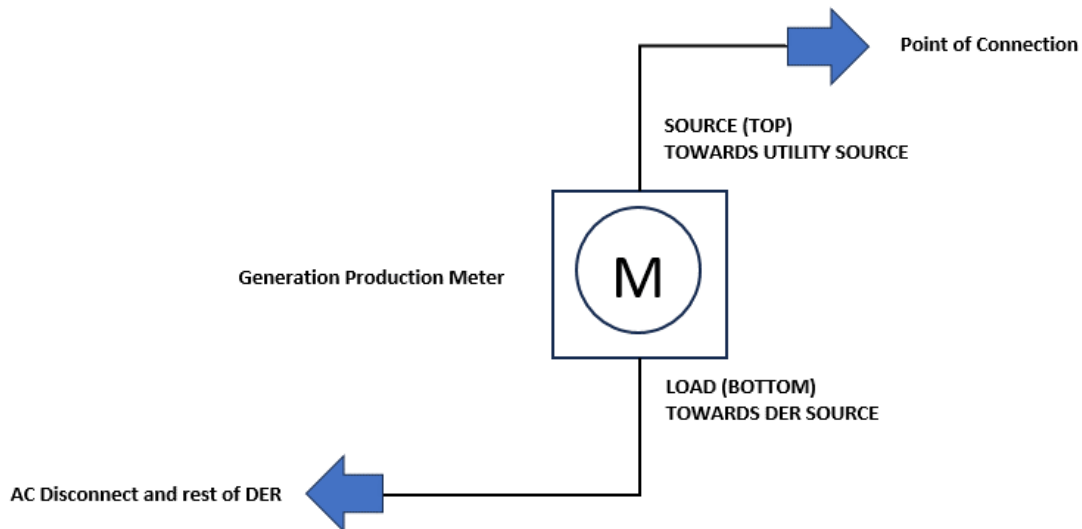 Point of Connection
SOURCE (TOP)
TOWARDS UTILITY SOURCE
Generation Production Meter
M
LOAD (BOTTOM)
TOWARDS DER SOURCE
AC Disconnect and rest of DER